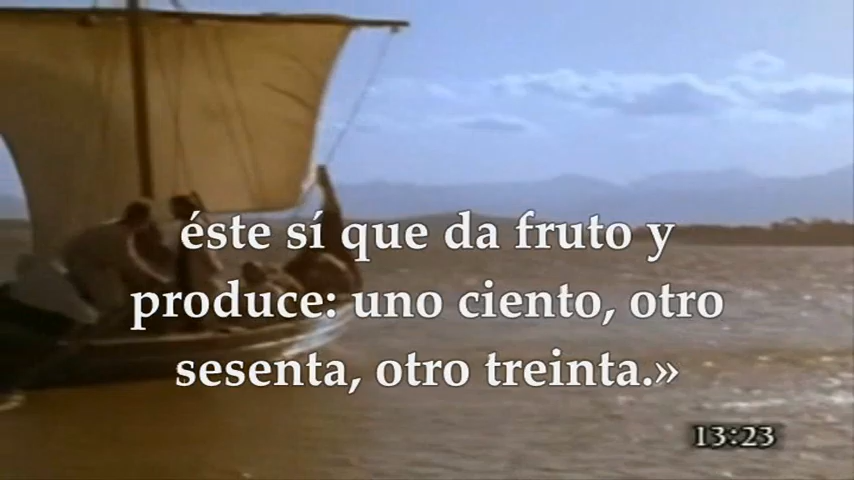 éste sí que da fruto y
produce: uno ciento, otro
sesenta, otro treinta.»
13:23